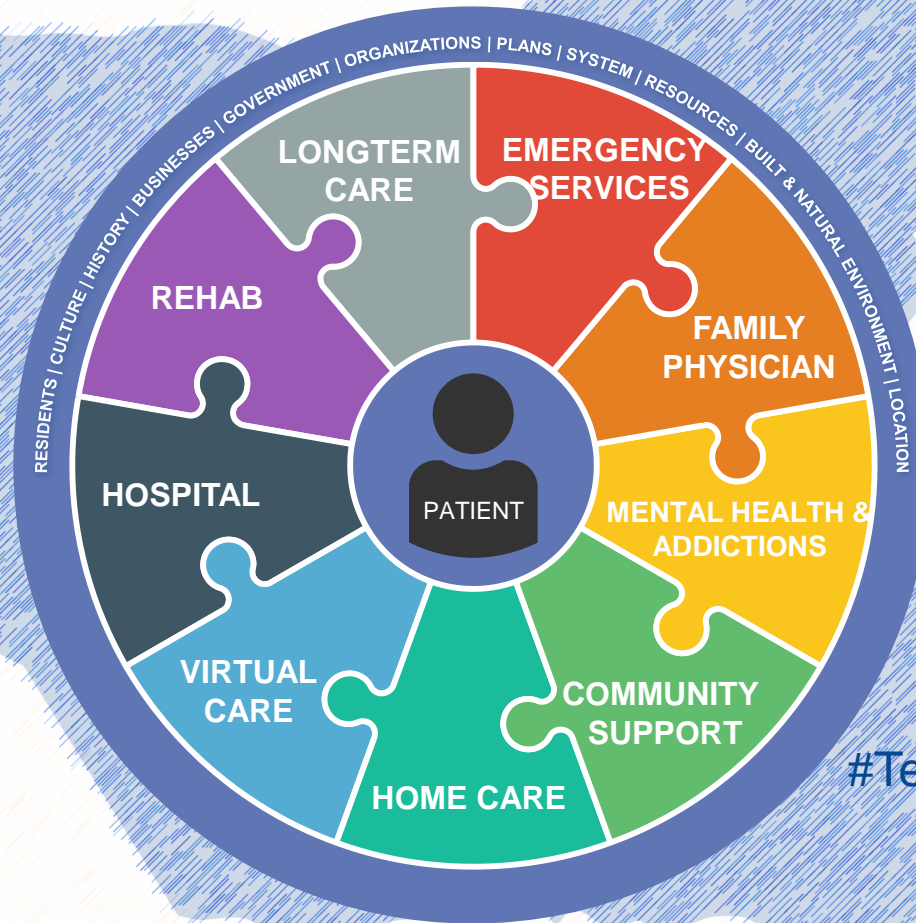 RESIDENTS | CULTURE | HISTORY | BUSINESSES | GOVERNMENT | ORGANIZATIONS | PLANS | SYSTEM | RESOURCES | BUILT & NATURAL ENVIRONMENT | LOCATION
LONGTERM
CARE
EMERGENCY
SERVICES
REHAB
FAMILY
PHYSICIAN
HOSPITAL
PATIENT
MENTAL HEALTH &
ADDICTIONS
VIRTUAL
CARE
COMMUNITY
SUPPORT
HOME CARE